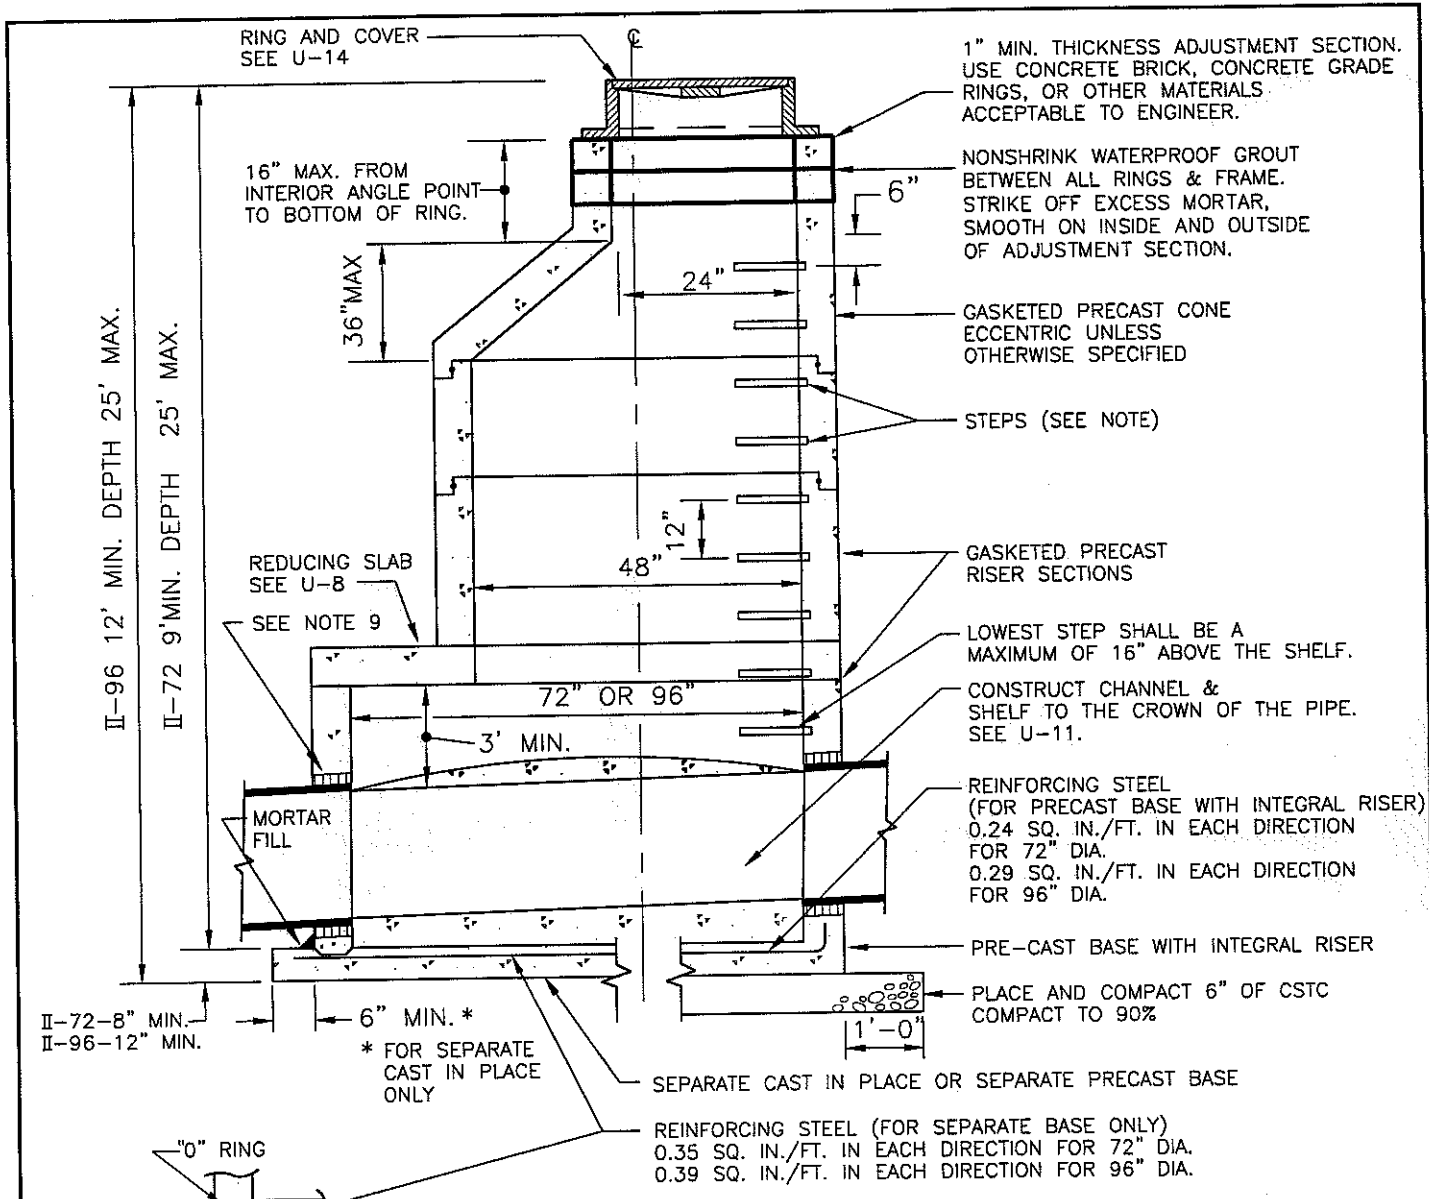 RING AND COVER
SEE U-14
℄
1" MIN. THICKNESS ADJUSTMENT SECTION.
USE CONCRETE BRICK, CONCRETE GRADE
RINGS, OR OTHER MATERIALS
ACCEPTABLE TO ENGINEER.
16" MAX. FROM
INTERIOR ANGLE POINT
TO BOTTOM OF RING.
NONSHRINK WATERPROOF GROUT
BETWEEN ALL RINGS & FRAME.
STRIKE OFF EXCESS MORTAR,
SMOOTH ON INSIDE AND OUTSIDE
OF ADJUSTMENT SECTION.
6"
36"MAX
24"
GASKETED PRECAST CONE
ECCENTRIC UNLESS
OTHERWISE SPECIFIED
II-96 12' MIN. DEPTH 25' MAX.
II-72 9'MIN. DEPTH 25' MAX.
STEPS (SEE NOTE)
12"
48"
REDUCING SLAB
SEE U-8
GASKETED PRECAST
RISER SECTIONS
SEE NOTE 9
LOWEST STEP SHALL BE A
MAXIMUM OF 16" ABOVE THE SHELF.
72" OR 96"
3' MIN.
CONSTRUCT CHANNEL &
SHELF TO THE CROWN OF THE PIPE.
SEE U-11.
MORTAR
FILL
REINFORCING STEEL
(FOR PRECAST BASE WITH INTEGRAL RISER)
0.24 SQ. IN./FT. IN EACH DIRECTION
FOR 72" DIA.
0.29 SQ. IN./FT. IN EACH DIRECTION
FOR 96" DIA.
PRE-CAST BASE WITH INTEGRAL RISER
PLACE AND COMPACT 6" OF CSTC
COMPACT TO 90%
1'-0"
II-72-8" MIN.
II-96-12" MIN.
6" MIN. *
* FOR SEPARATE
CAST IN PLACE
ONLY
SEPARATE CAST IN PLACE OR SEPARATE PRECAST BASE
REINFORCING STEEL (FOR SEPARATE BASE ONLY)
0.35 SQ. IN./FT. IN EACH DIRECTION FOR 72" DIA.
0.39 SQ. IN./FT. IN EACH DIRECTION FOR 96" DIA.
"O" RING